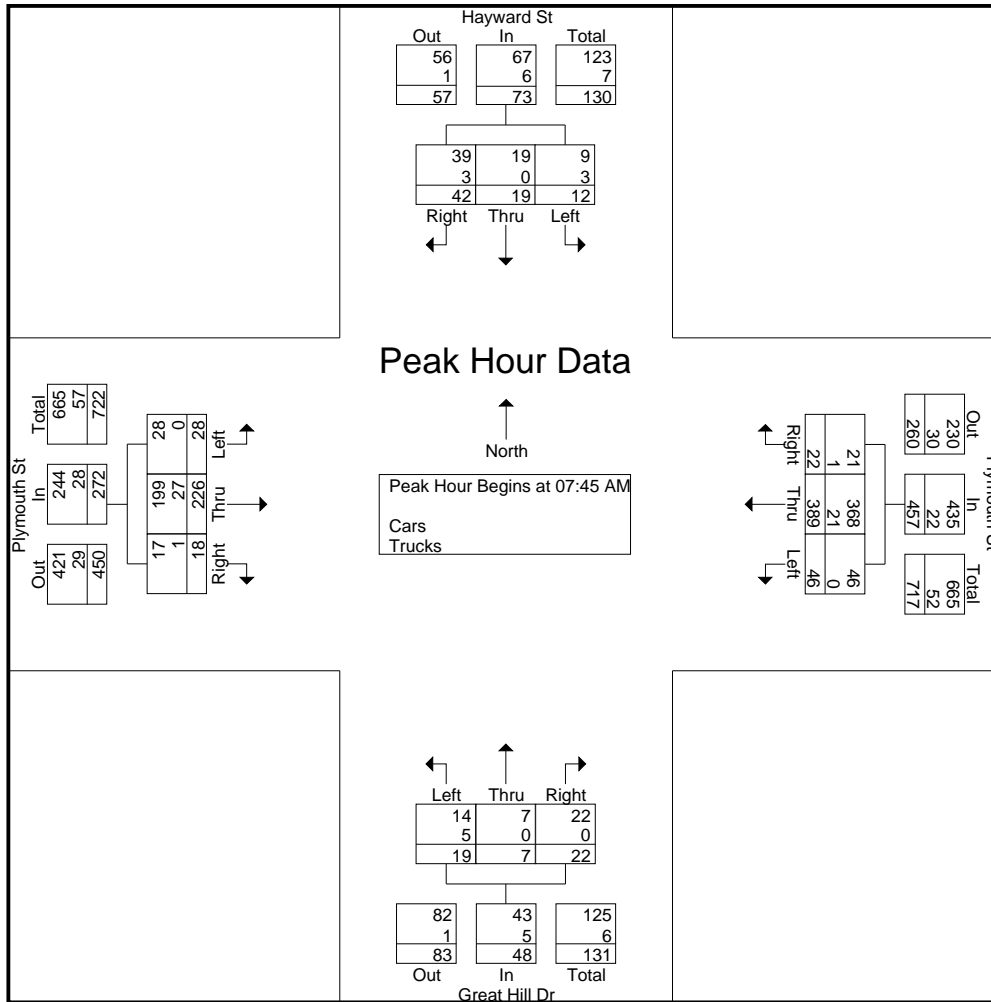 Hayward St
Out In Total
56 67 123
1 6 7
57 73 130
39 19 9
3 0 3
42 19 12
Right Thru Left
Peak Hour Data
North
Peak Hour Begins at 07:45 AM
Cars
Trucks
Plymouth St
Total In Out
665 244 421
57 28 29
722 272 450
Left Thru Right
28 199 17
0 27 1
28 226 18
Plymouth St
Out In Total
230 435 665
30 22 52
260 457 717
21 368 46
1 21 0
22 389 46
Right Thru Left
Left Thru Right
14 7 22
5 0 0
19 7 22
82 43 125
1 5 6
83 48 131
Out In Total
Great Hill Dr